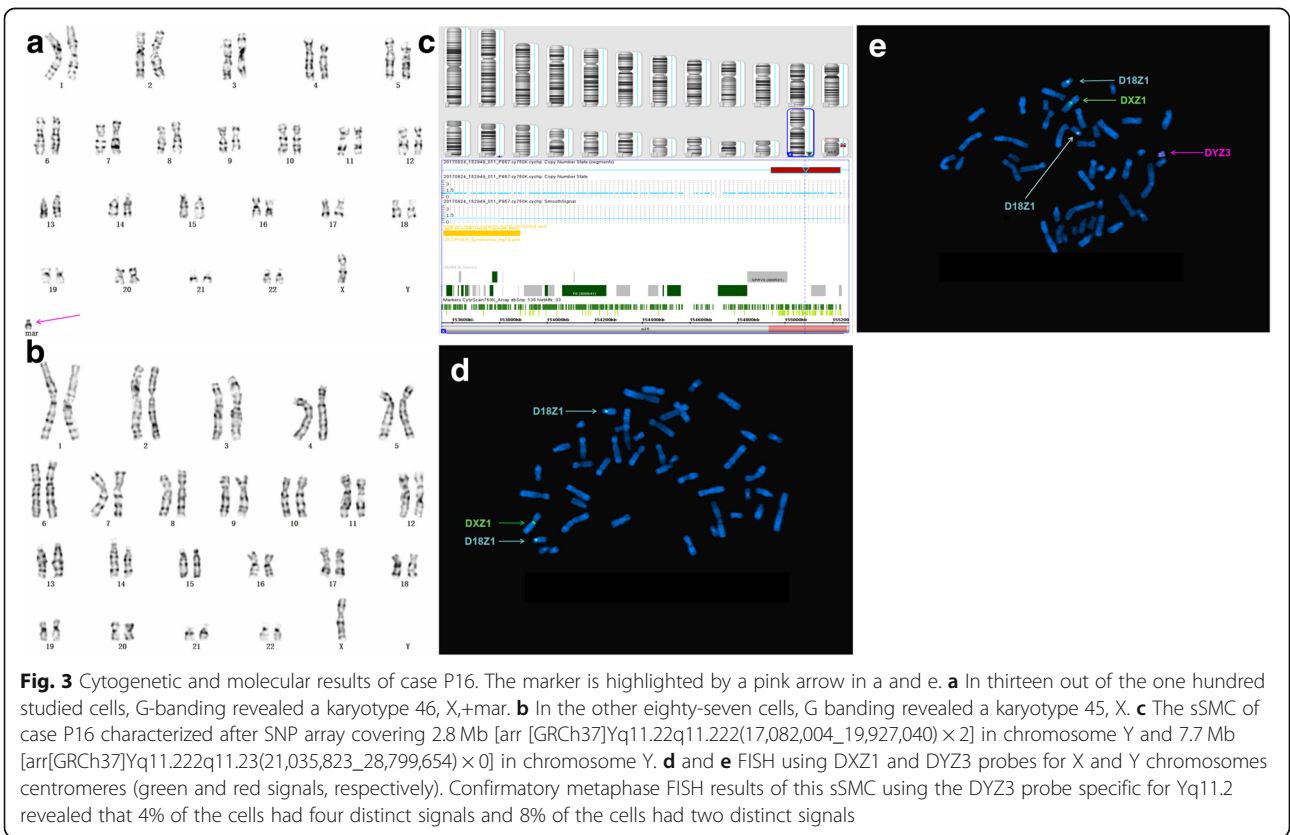 a
1 2 3 4 5
6 7 8 9 10 11 12
13 14 15 16 17 18
19 20 21 22 X Y
mar
b
1 2 3 4 5
6 7 8 9 10 11 12
13 14 15 16 17 18
19 20 21 22 X Y
c
Copy Number State (segments)
Copy Number State
SmoothSignal
d
D18Z1
DXZ1
D18Z1
e
D18Z1
DXZ1
DYZ3
D18Z1
Fig. 3 Cytogenetic and molecular results of case P16. The marker is highlighted by a pink arrow in a and e. a In thirteen out of the one hundred
studied cells, G-banding revealed a karyotype 46, X,+mar. b In the other eighty-seven cells, G banding revealed a karyotype 45, X. c The sSMC of
case P16 characterized after SNP array covering 2.8 Mb [arr [GRCh37]Yq11.22q11.222(17,082,004_19,927,040) × 2] in chromosome Y and 7.7 Mb
[arr[GRCh37]Yq11.222q11.23(21,035,823_28,799,654) × 0] in chromosome Y. d and e FISH using DXZ1 and DYZ3 probes for X and Y chromosomes
centromeres (green and red signals, respectively). Confirmatory metaphase FISH results of this sSMC using the DYZ3 probe specific for Yq11.2
revealed that 4% of the cells had four distinct signals and 8% of the cells had two distinct signals